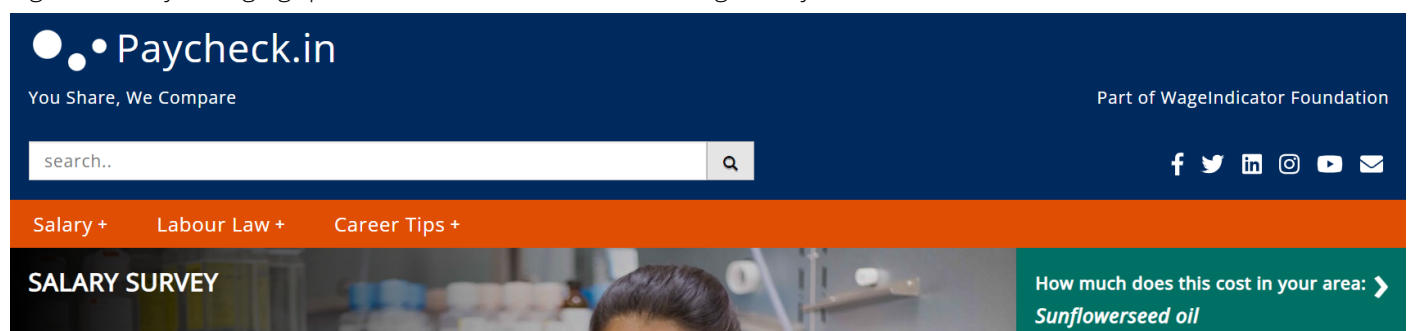 Paycheck.in
You Share, We Compare
Part of WageIndicator Foundation
search..
Salary +
Labour Law +
Career Tips +
SALARY SURVEY
How much does this cost in your area: ❯
Sunflowerseed oil